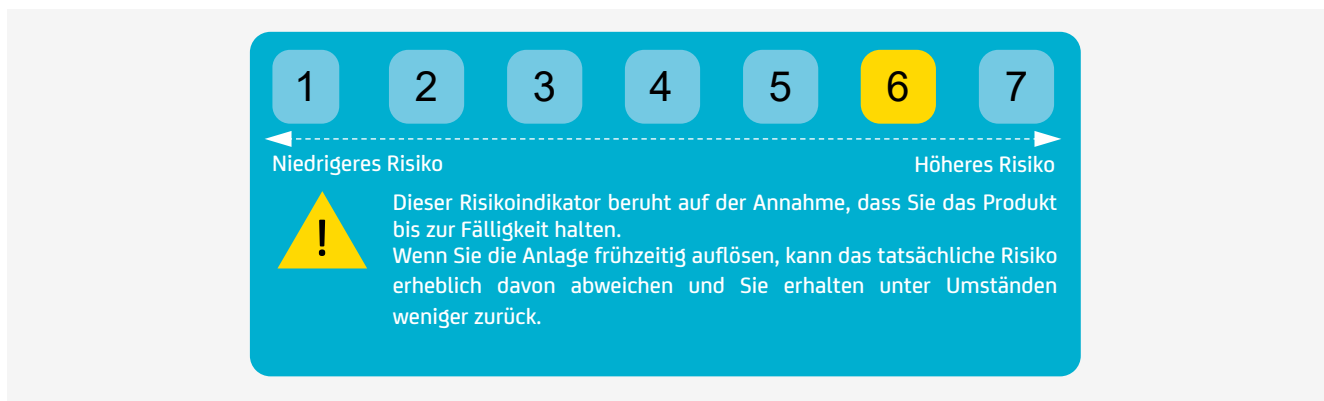 1 2 3 4 5 6 7
Niedrigeres Risiko Höheres Risiko
!
Dieser Risikoindikator beruht auf der Annahme, dass Sie das Produkt
bis zur Fälligkeit halten.
Wenn Sie die Anlage frühzeitig auflösen, kann das tatsächliche Risiko
erheblich davon abweichen und Sie erhalten unter Umständen
weniger zurück.